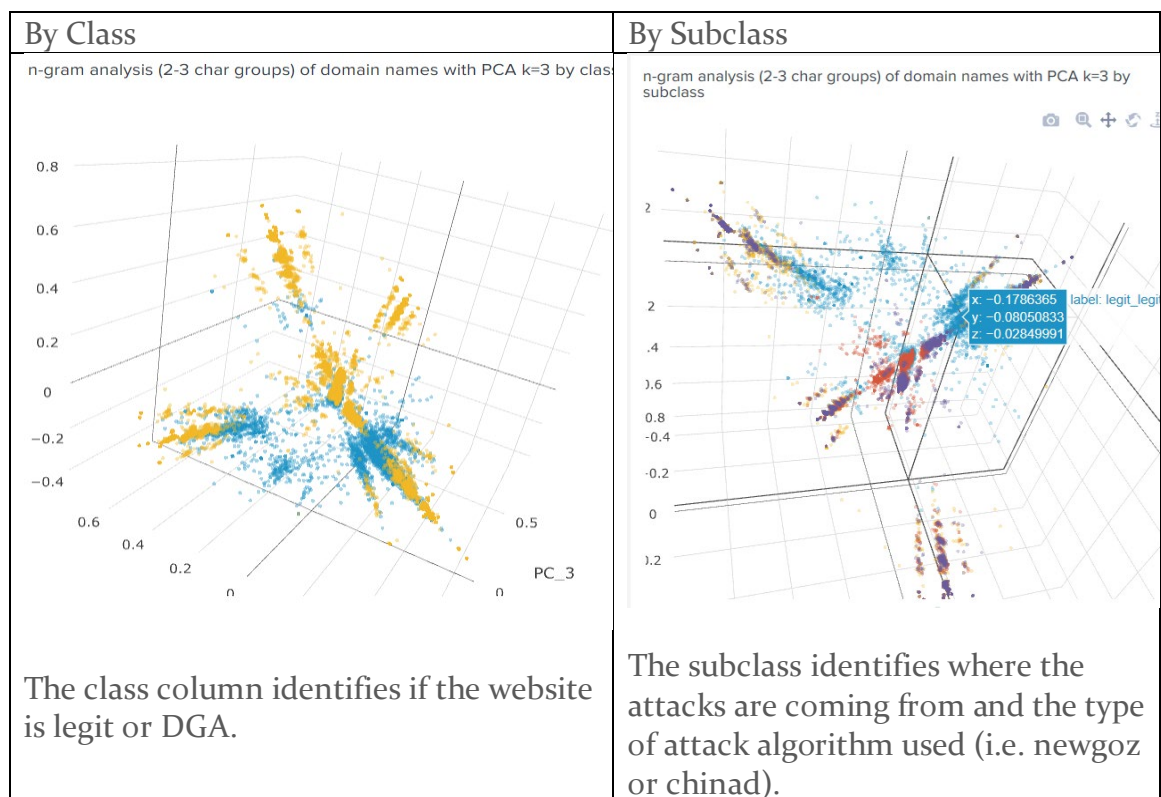 By Class
n-gram analysis (2-3 char groups) of domain names with PCA k=3 by clas
0.8
0.6
0.4
0.2
0
−0.2
−0.4
0.6
0.4
0.2
0
0.5
0
PC_3
The class column identifies if the website
is legit or DGA.
By Subclass
n-gram analysis (2-3 char groups) of domain names with PCA k=3 by
subclass
2
2
.4
0.8
-0.4
-0.2
0
x: −0.1786365
y: −0.08050833
z: −0.02849991
The subclass identifies where the
attacks are coming from and the type
of attack algorithm used (i.e. newgoz
or chinad).